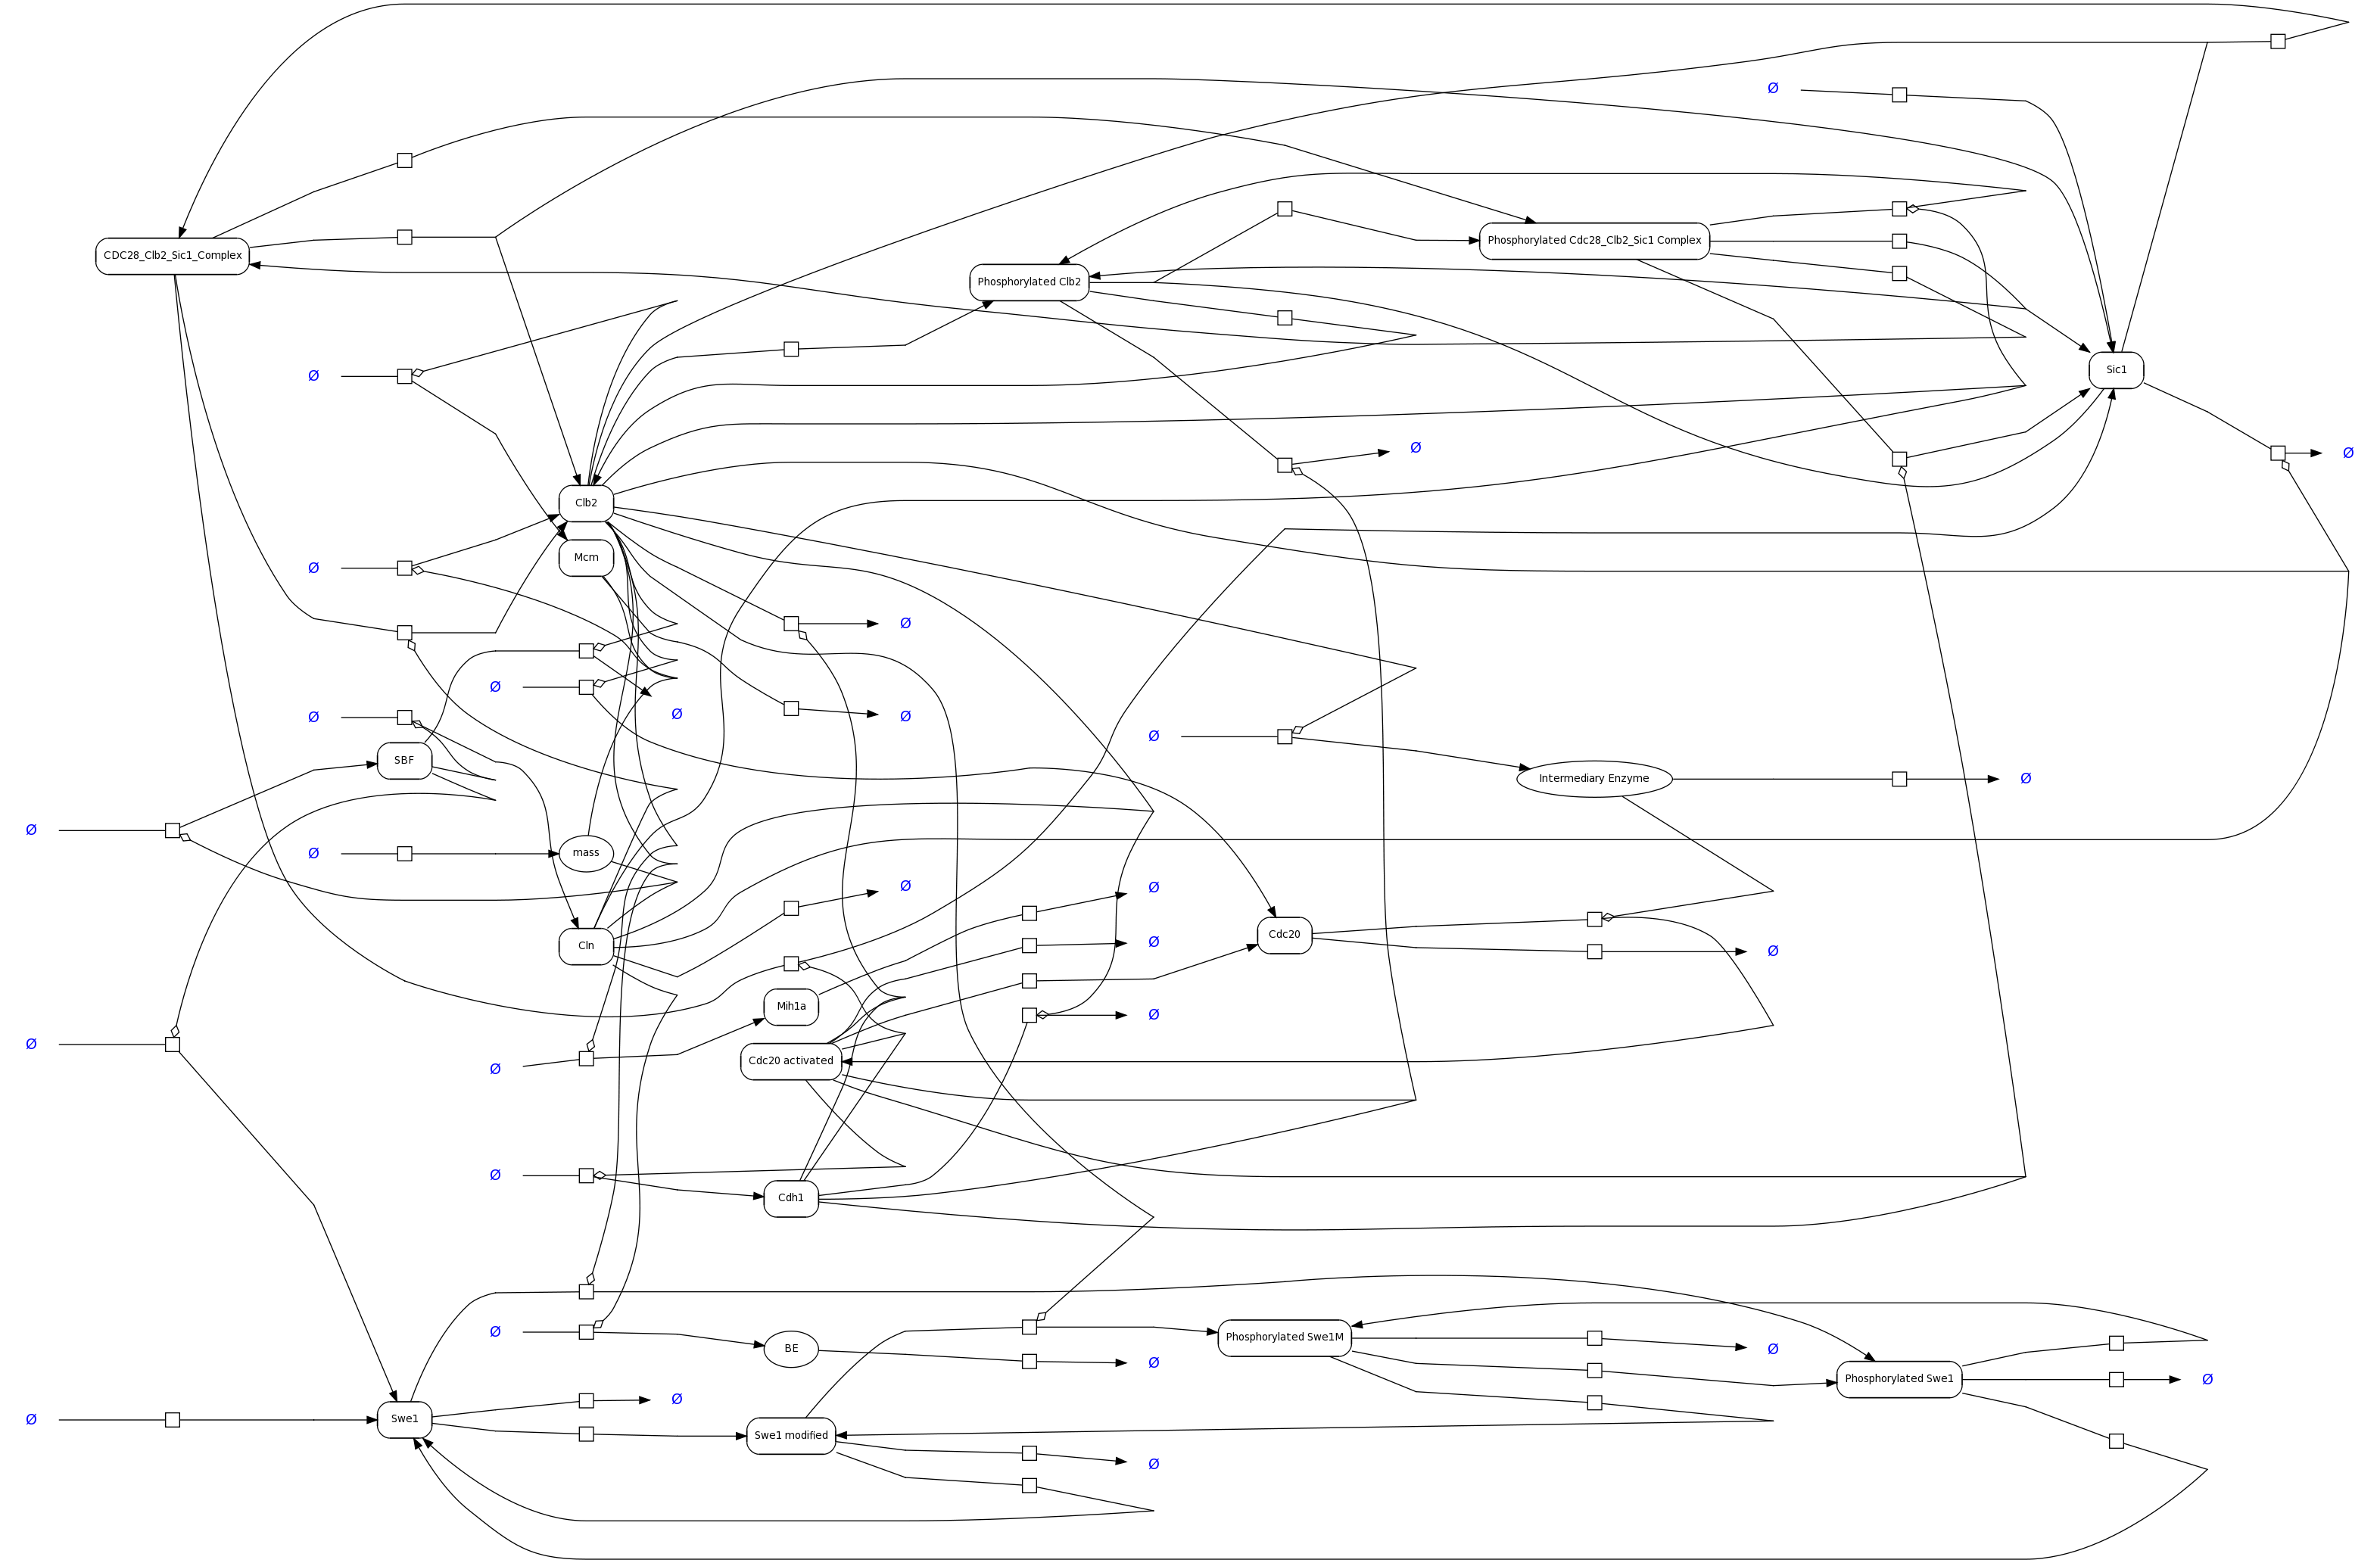 Ø
Phosphorylated Cdc28_Clb2_Sic1 Complex
CDC28_Clb2_Sic1_Complex
Phosphorylated Clb2
Sic1
Ø
Ø
Ø
Clb2
Mcm
Ø
Ø
Ø
Ø
Ø
Ø
Ø
SBF
Intermediary Enzyme
Ø
Ø
Ø
mass
Ø
Ø
Cdc20
Cln
Ø
Ø
Mih1a
Ø
Ø
Cdc20 activated
Ø
Ø
Cdh1
Ø
BE
Phosphorylated Swe1M
Ø
Ø
Phosphorylated Swe1
Ø
Ø
Ø
Swe1
Swe1 modified
Ø